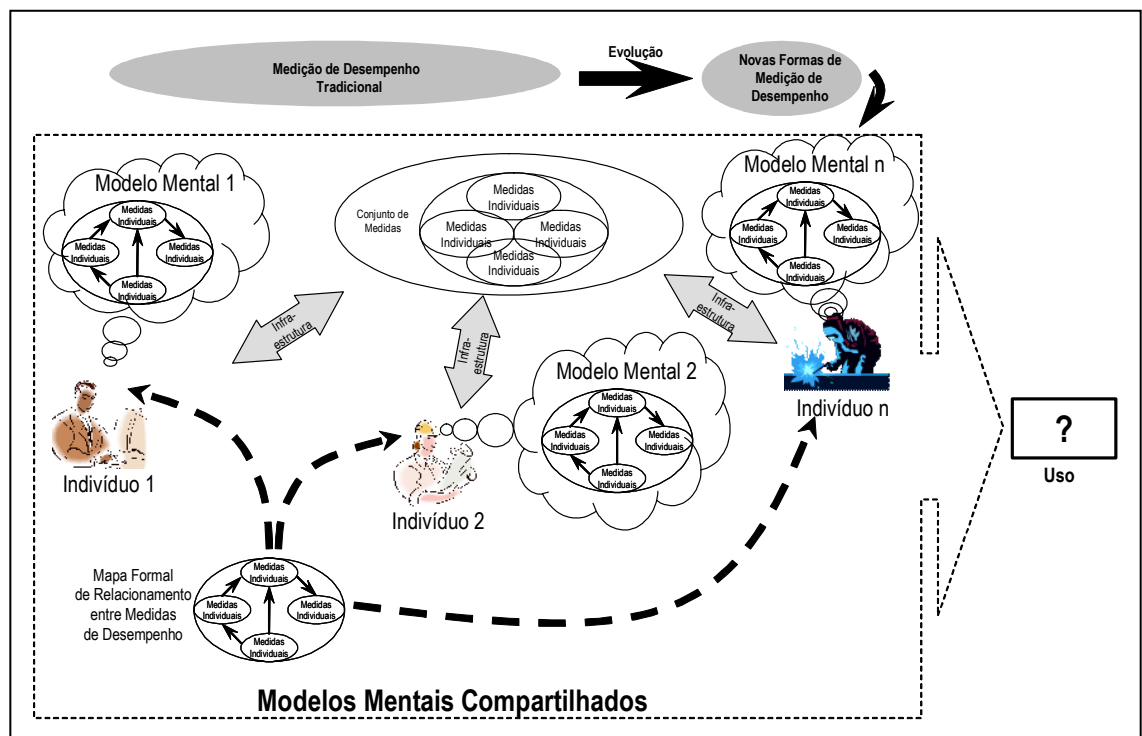 Medição de Desempenho
Tradicional
Evolução
Novas Formas de
Medição de
Desempenho
Modelo Mental 1
Medidas
Individuais
Medidas
Individuais
Medidas
Individuais
Medidas
Individuais
Conjunto de
Medidas
Medidas
Individuais
Medidas
Individuais
Medidas
Individuais
Medidas
Individuais
Modelo Mental n
Medidas
Individuais
Medidas
Individuais
Medidas
Individuais
Medidas
Individuais
Infra-
estrutura
Infra-
estrutura
Infra-
estrutura
Modelo Mental 2
Medidas
Individuais
Medidas
Individuais
Medidas
Individuais
Medidas
Individuais
Indivíduo 1
Indivíduo 2
Indivíduo n
?
Uso
Mapa Formal
de Relacionamento
entre Medidas
de Desempenho
Medidas
Individuais
Medidas
Individuais
Medidas
Individuais
Medidas
Individuais
Modelos Mentais Compartilhados